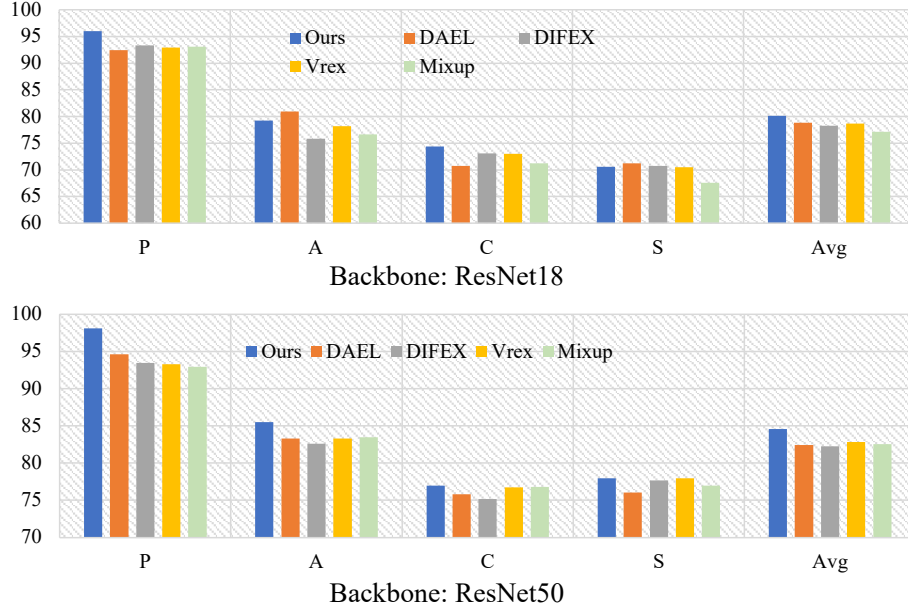 100
95
90
85
80
75
70
65
60
Ours DAEL DIFEX
Vrex Mixup
P A C S Avg
Backbone: ResNet18
100
95
90
85
80
75
70
Ours DAEL DIFEX Vrex Mixup
P A C S Avg
Backbone: ResNet50